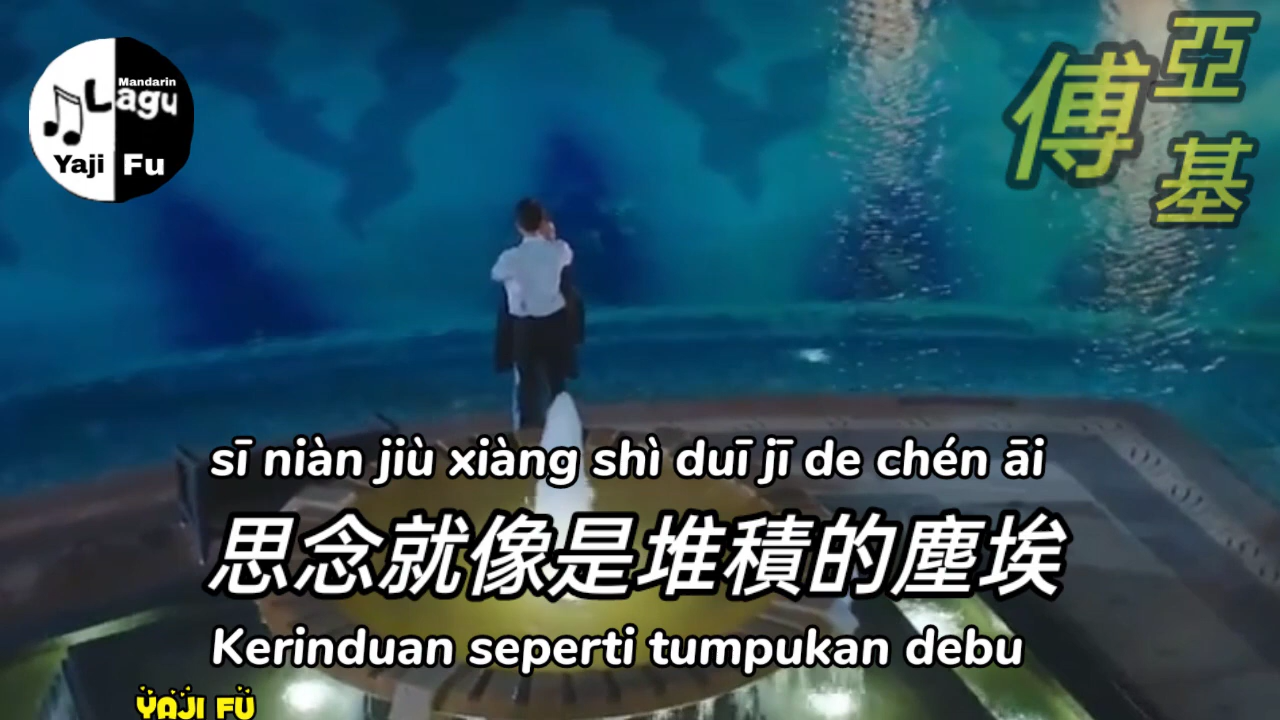 Mandarin
Lagu
Yaji Fu
傅亞基
sī niàn jiù xiàng shì duī jī de chén āi
思念就像是堆積的塵埃
Kerinduan seperti tumpukan debu
YAJI FU